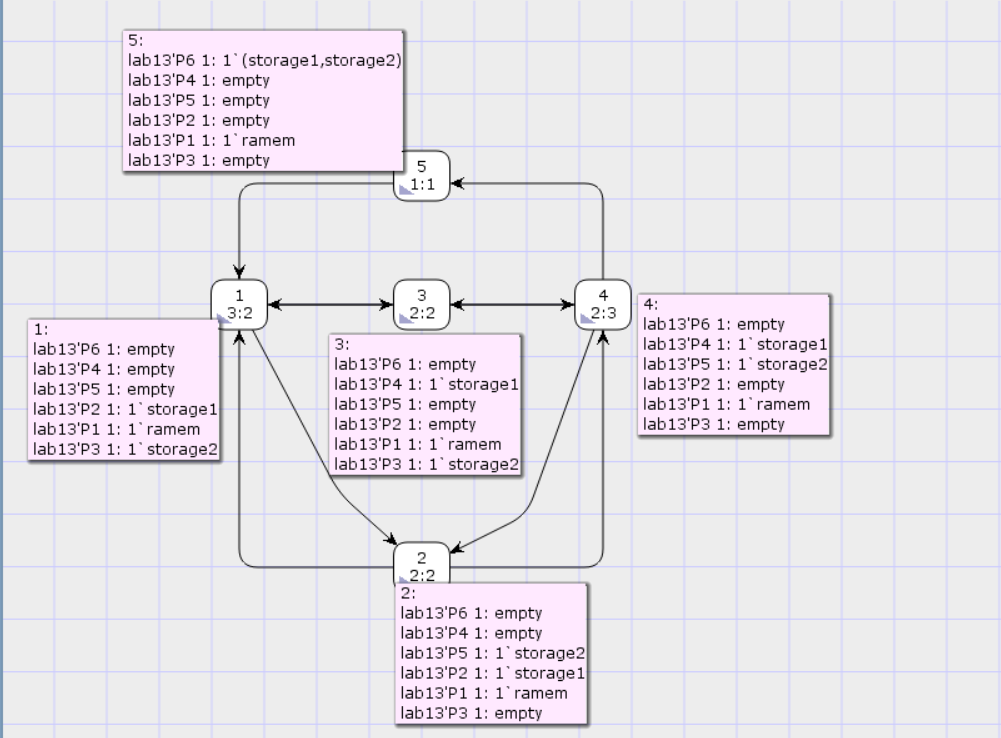 5:
lab13'P6 1: 1`(storage1,storage2)
lab13'P4 1: empty
lab13'P5 1: empty
lab13'P2 1: empty
lab13'P1 1: 1`ramem
lab13'P3 1: empty
5
1:1
1
3:2
3
2:2
4
2:3
1:
lab13'P6 1: empty
lab13'P4 1: empty
lab13'P5 1: empty
lab13'P2 1: 1`storage1
lab13'P1 1: 1`ramem
lab13'P3 1: 1`storage2
3:
lab13'P6 1: empty
lab13'P4 1: 1`storage1
lab13'P5 1: empty
lab13'P2 1: empty
lab13'P1 1: 1`ramem
lab13'P3 1: 1`storage2
4:
lab13'P6 1: empty
lab13'P4 1: 1`storage1
lab13'P5 1: 1`storage2
lab13'P2 1: empty
lab13'P1 1: 1`ramem
lab13'P3 1: empty
2
2:2
2:
lab13'P6 1: empty
lab13'P4 1: empty
lab13'P5 1: 1`storage2
lab13'P2 1: 1`storage1
lab13'P1 1: 1`ramem
lab13'P3 1: empty